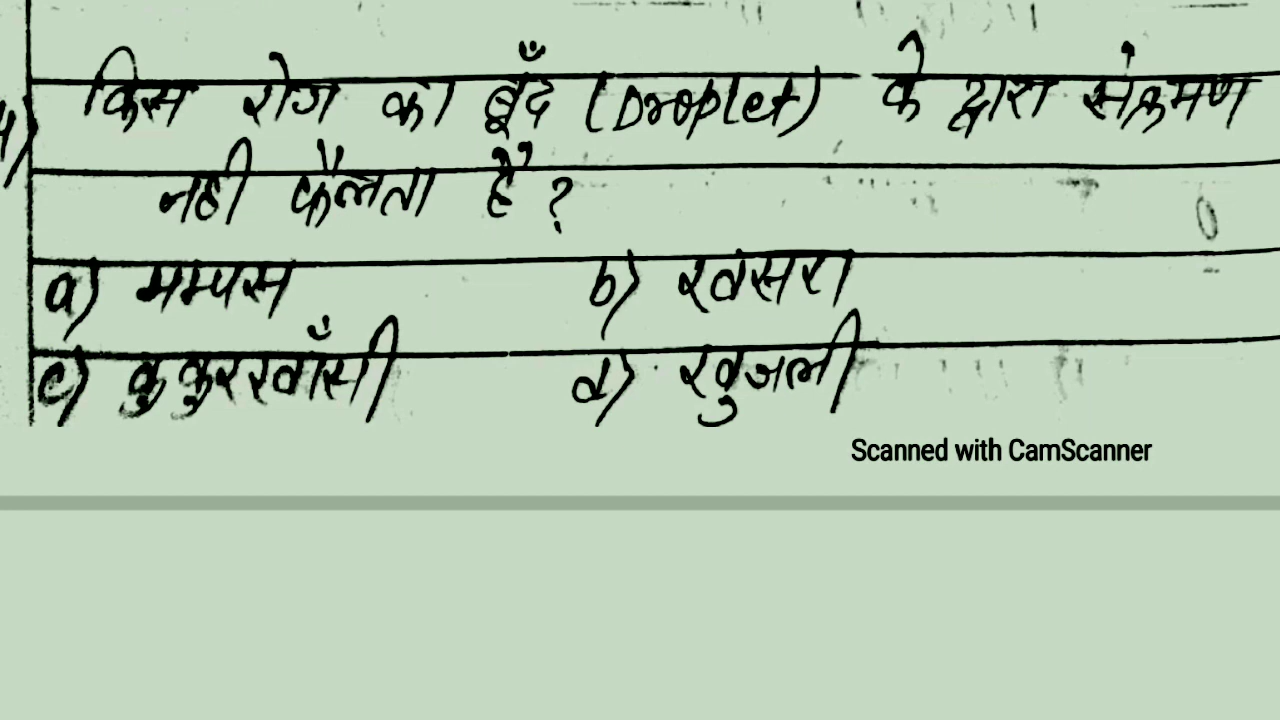 किस रोग का बूँद (Droplet) के द्वारा संक्रमण
नही फैलता है ?
a) मम्पस b) खसरा
c) कुकुरखाँसी d) खुजली
Scanned with CamScanner